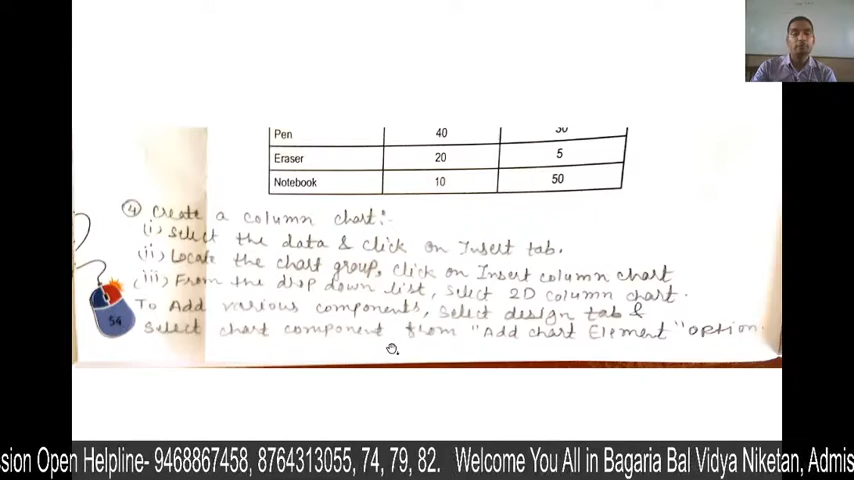 Pen 40 30
Eraser 20 5
Notebook 10 50
④ Create a column chart:-
(i) Select the data & click on Insert tab.
(ii) Locate the chart group, click on Insert column chart
(iii) From the drop down list, select 2D column chart.
To Add various components, select design tab &
Select chart component from "Add chart Element" option.
54
ssion Open Helpline- 9468867458, 8764313055, 74, 79, 82. Welcome You All in Bagaria Bal Vidya Niketan, Admis